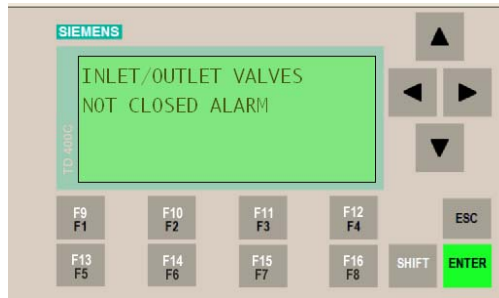 SIEMENS
INLET/OUTLET VALVES
NOT CLOSED ALARM
TD 400C
F9 F10 F11 F12
F1 F2 F3 F4
ESC
F13 F14 F15 F16
F5 F6 F7 F8
SHIFT ENTER